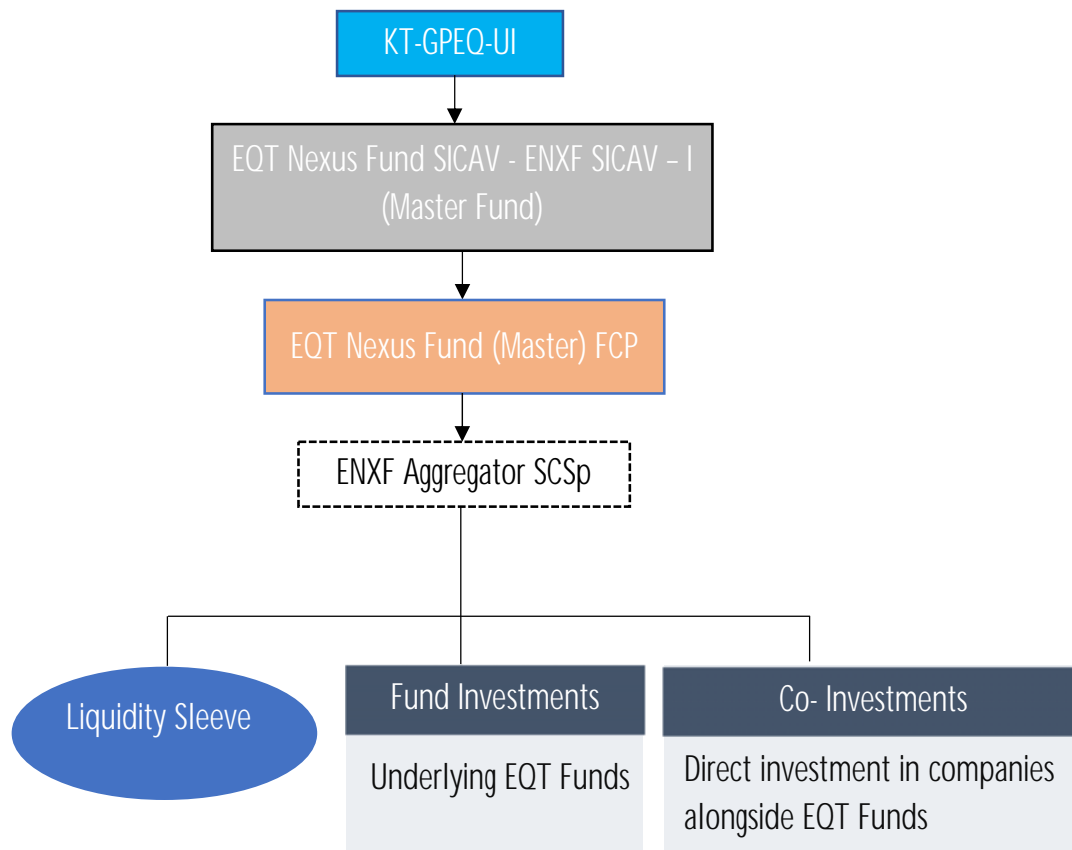 KT-GPEQ-UI
EQT Nexus Fund SICAV - ENXF SICAV – I
(Master Fund)
EQT Nexus Fund (Master) FCP
ENXF Aggregator SCSp
Liquidity Sleeve
Fund Investments
Underlying EQT Funds
Co- Investments
Direct investment in companies
alongside EQT Funds